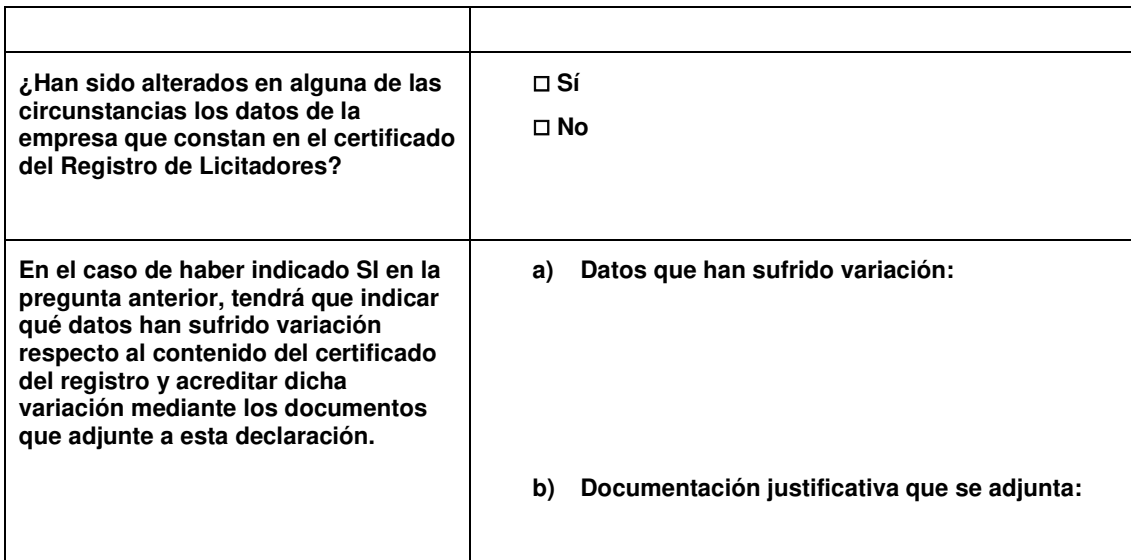 ¿Han sido alterados en alguna de las
circunstancias los datos de la
empresa que constan en el certificado
del Registro de Licitadores?
□ Sí
□ No
En el caso de haber indicado SI en la
pregunta anterior, tendrá que indicar
qué datos han sufrido variación
respecto al contenido del certificado
del registro y acreditar dicha
variación mediante los documentos
que adjunte a esta declaración.
a) Datos que han sufrido variación:
b) Documentación justificativa que se adjunta: